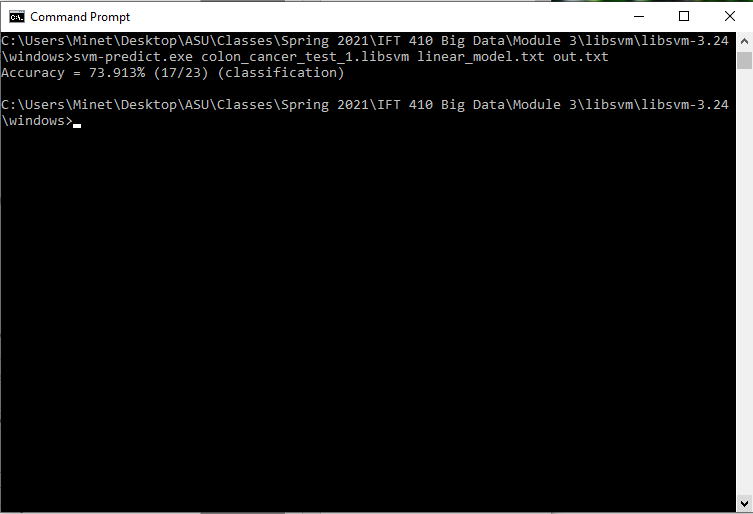 Command Prompt
C:\Users\Minet\Desktop\ASU\Classes\Spring 2021\IFT 410 Big Data\Module 3\libsvm\libsvm-3.24
\windows>svm-predict.exe colon_cancer_test_1.libsvm linear_model.txt out.txt
Accuracy = 73.913% (17/23) (classification)
C:\Users\Minet\Desktop\ASU\Classes\Spring 2021\IFT 410 Big Data\Module 3\libsvm\libsvm-3.24
\windows>